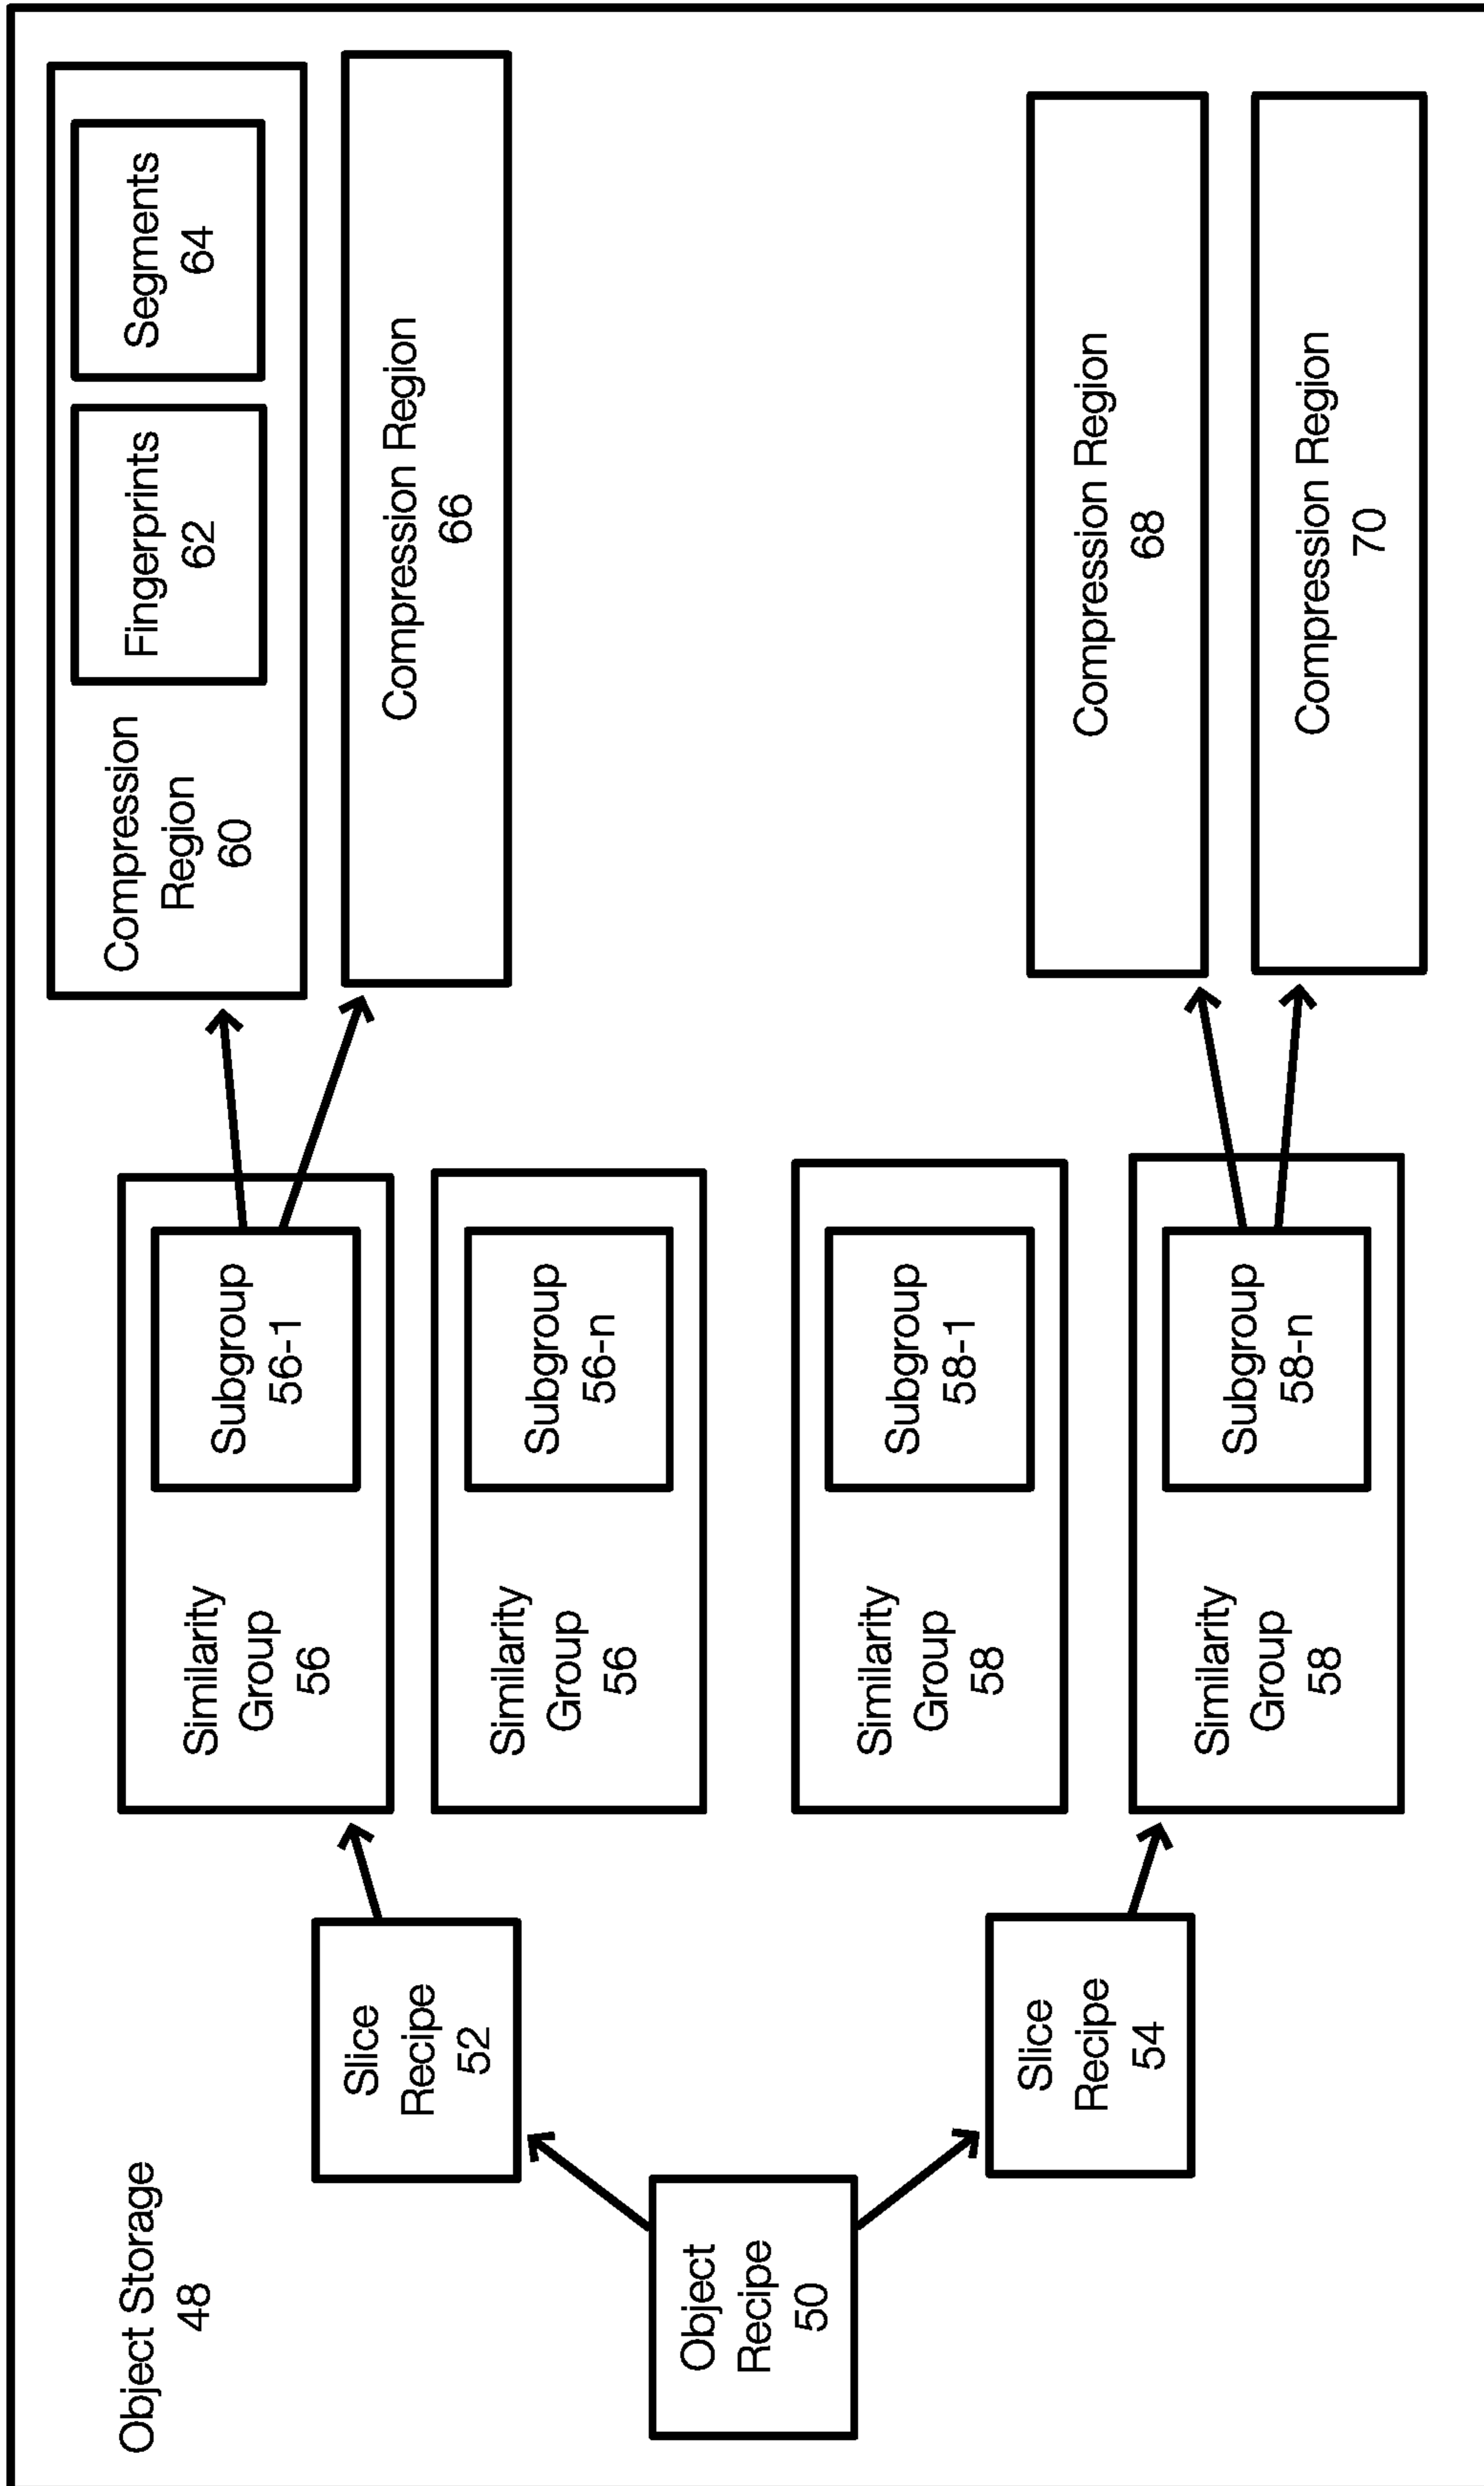 Object Storage
48
Object
Recipe
50
Slice
Recipe
52
Slice
Recipe
54
Similarity
Group
56
Subgroup
56-1
Similarity
Group
56
Subgroup
56-n
Similarity
Group
58
Subgroup
58-1
Similarity
Group
58
Subgroup
58-n
Compression
Region
60
Fingerprints
62
Segments
64
Compression Region
66
Compression Region
68
Compression Region
70